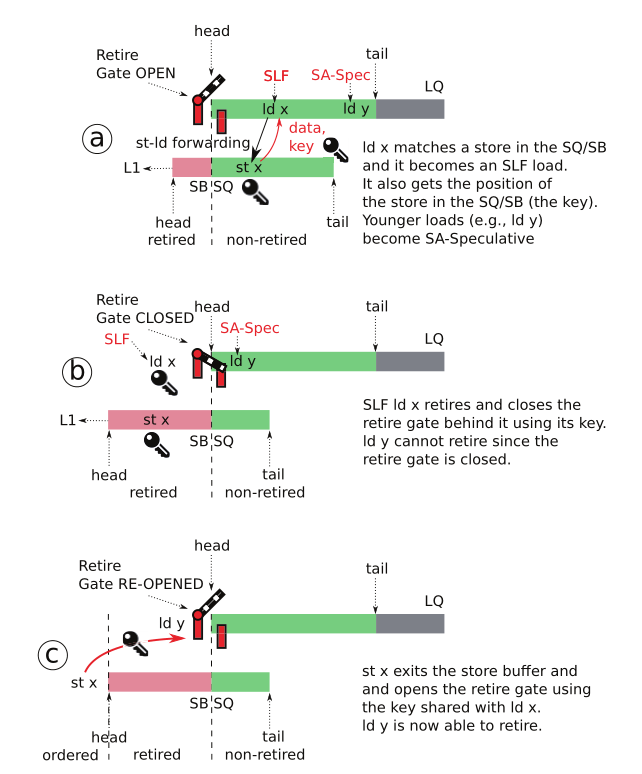 head
Retire
Gate OPEN
tail
SLF
SA-Spec
LQ
ld x
ld y
a
st-ld forwarding
data,
key
L1
st x
SB SQ
head
tail
retired
non-retired
ld x matches a store in the SQ/SB
and it becomes an SLF load.
It also gets the position of
the store in the SQ/SB (the key).
Younger loads (e.g., ld y)
become SA-Speculative
Retire
Gate CLOSED
head
tail
SLF
SA-Spec
LQ
ld x
ld y
b
L1
st x
SB SQ
head
tail
retired
non-retired
SLF ld x retires and closes the
retire gate behind it using its key.
ld y cannot retire since the
retire gate is closed.
head
Retire
Gate RE-OPENED
tail
LQ
ld y
c
st x
SB SQ
head
tail
ordered
retired
non-retired
st x exits the store buffer and
and opens the retire gate using
the key shared with ld x.
ld y is now able to retire.